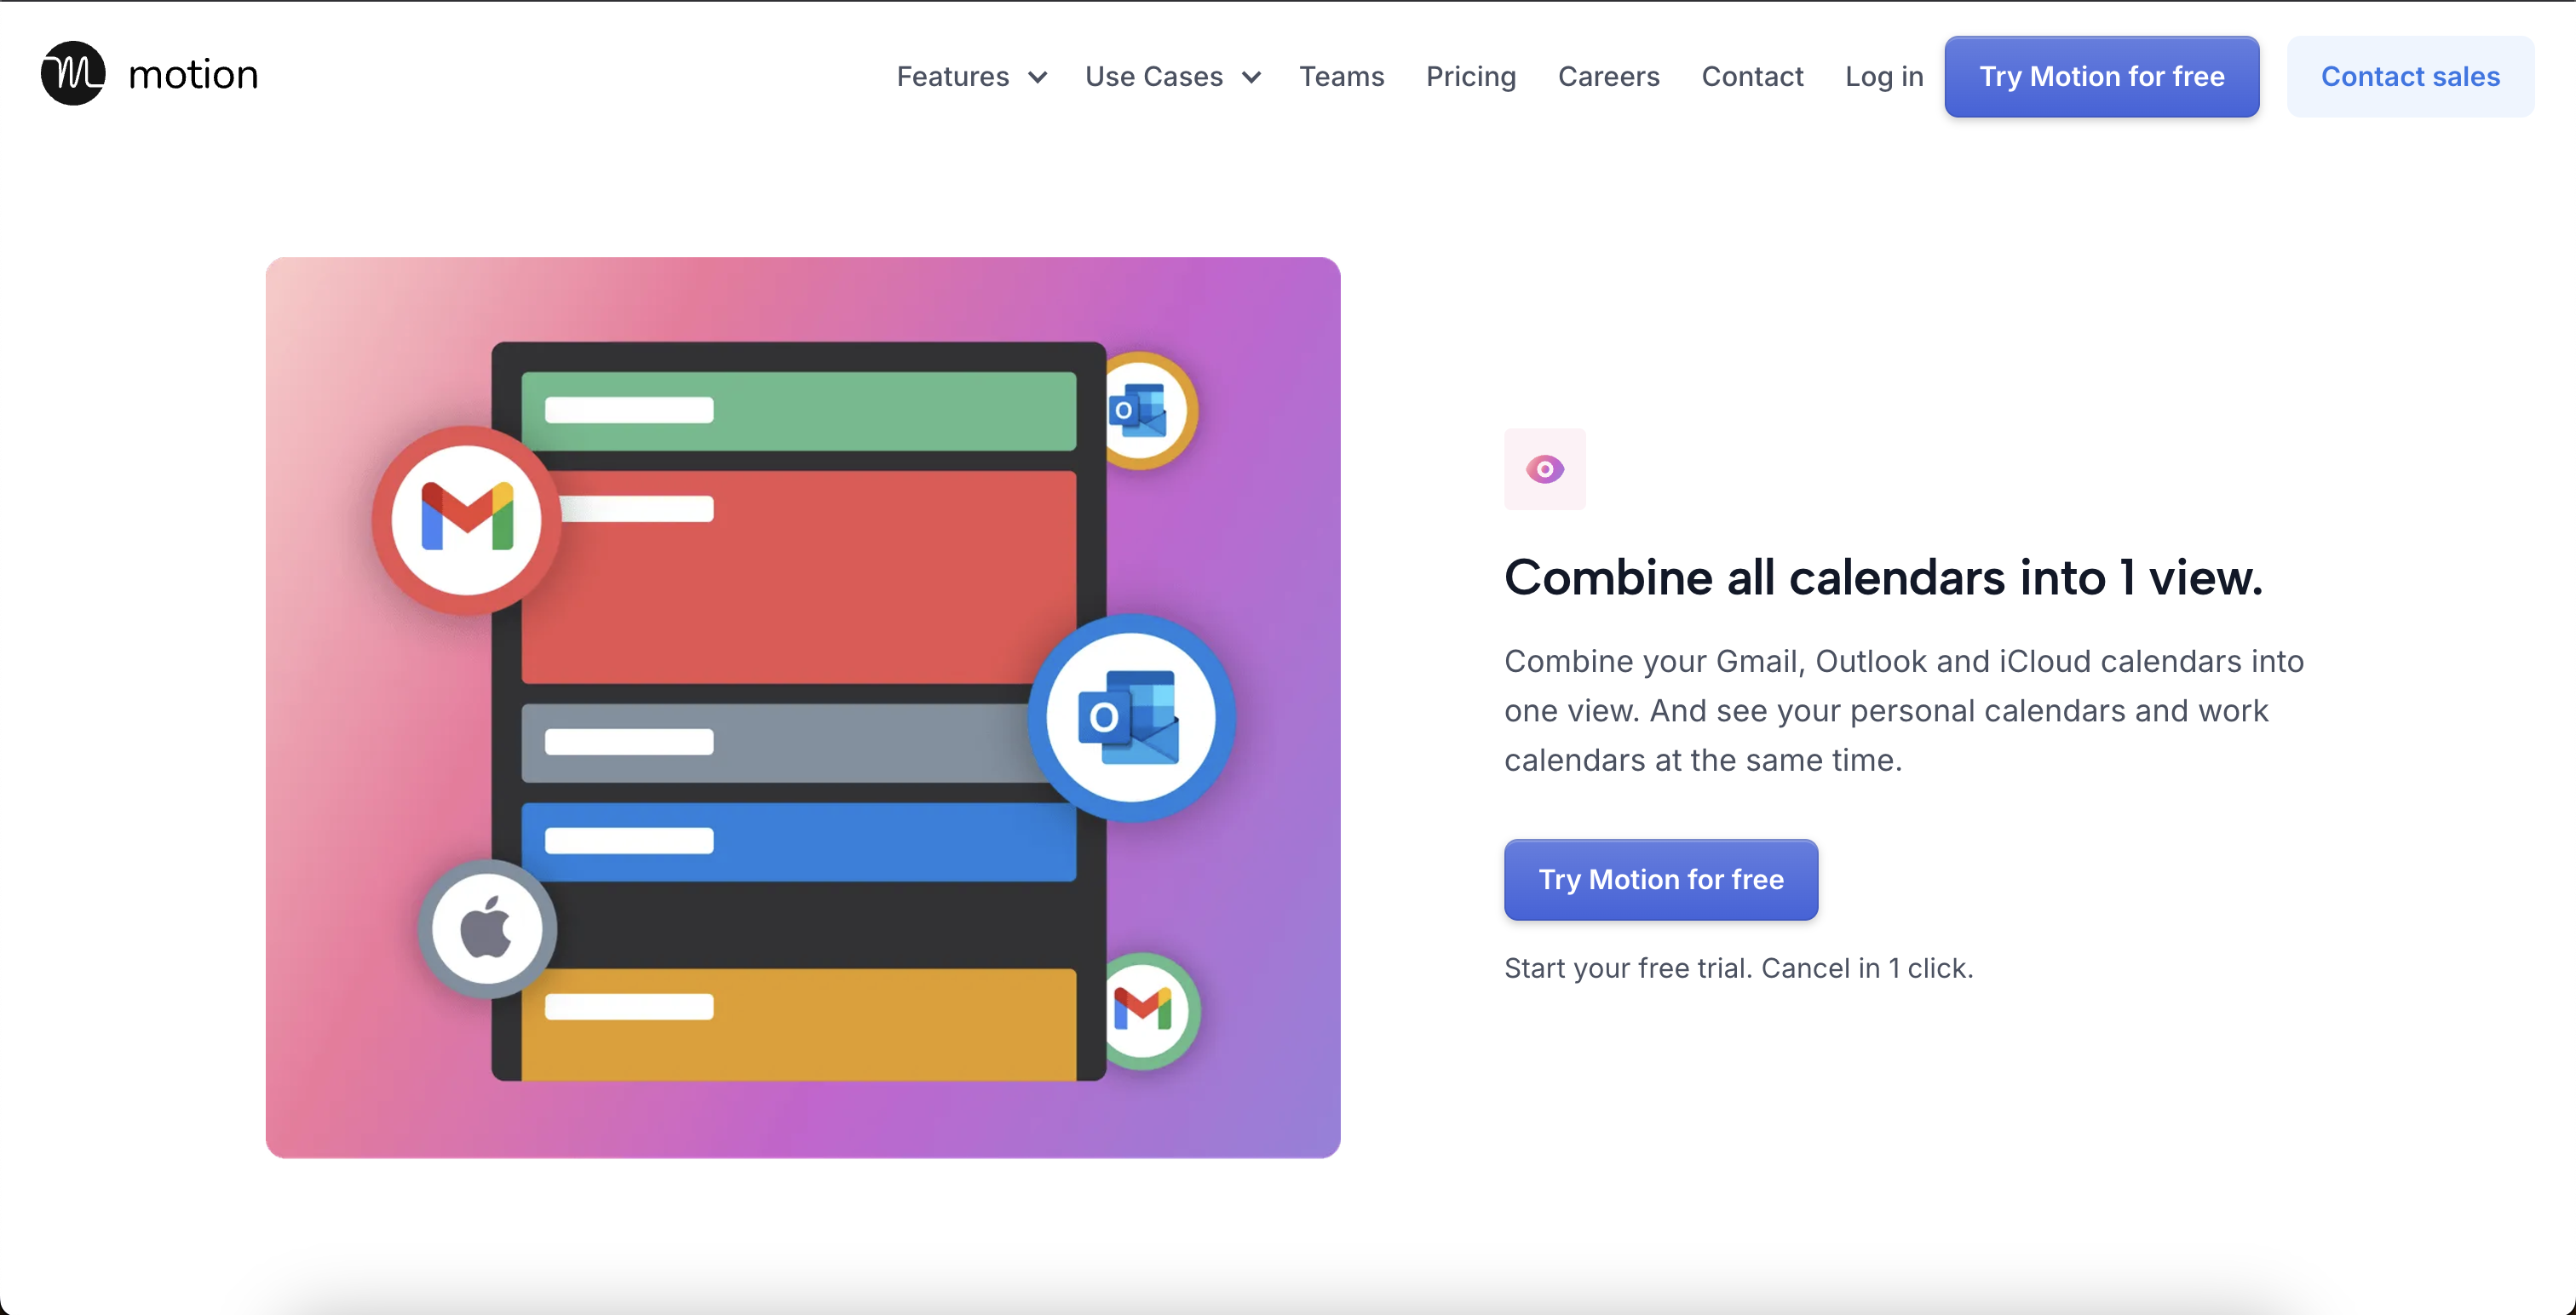 motion
Features
Use Cases
Teams
Pricing
Careers
Contact
Log in
Try Motion for free
Contact sales
Combine all calendars into 1 view.
Combine your Gmail, Outlook and iCloud calendars into
one view. And see your personal calendars and work
calendars at the same time.
Try Motion for free
Start your free trial. Cancel in 1 click.